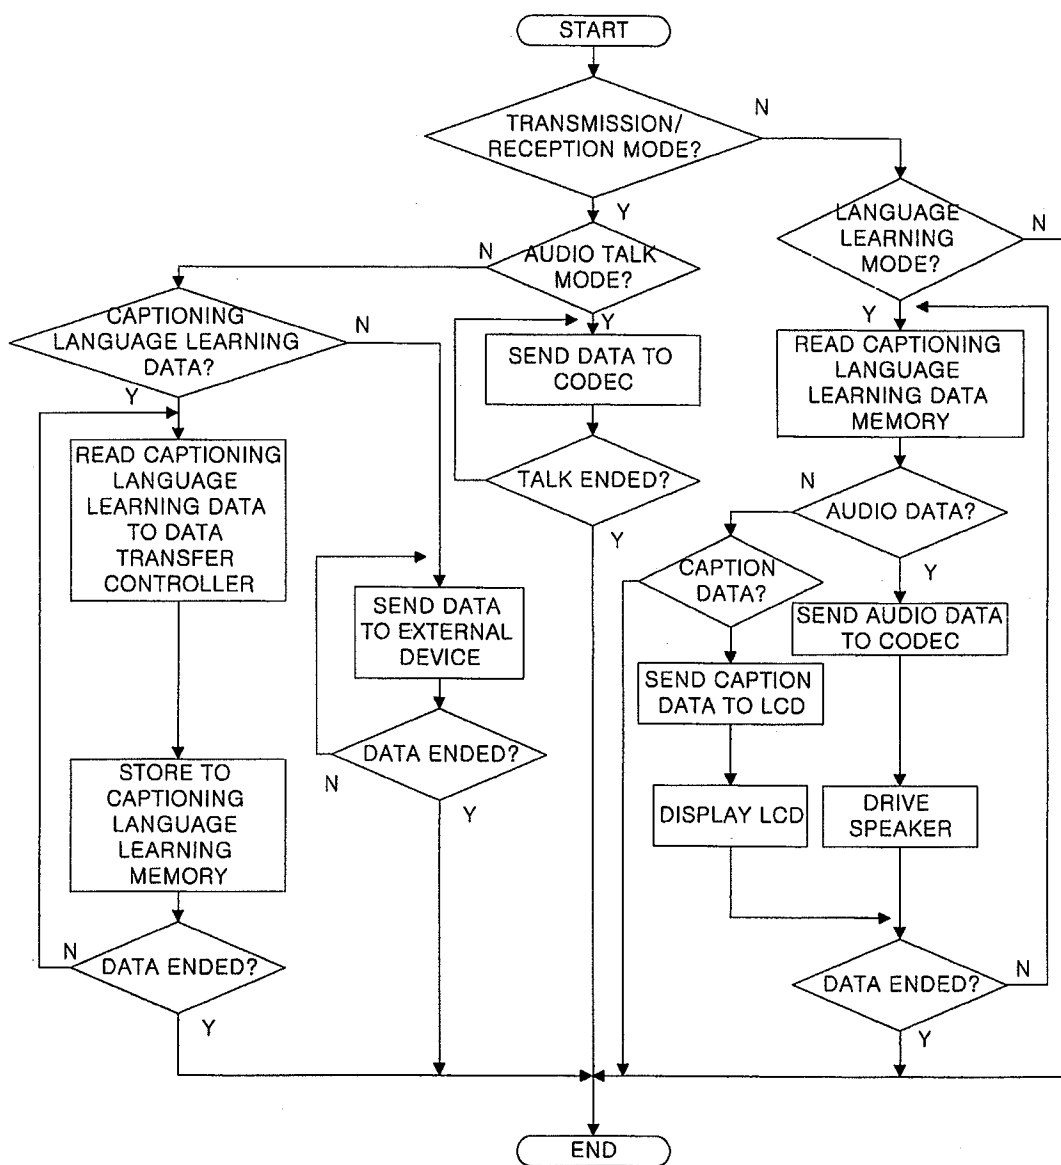 START
N
TRANSMISSION/
RECEPTION MODE?
Y
LANGUAGE
LEARNING
MODE?
N
N
AUDIO TALK
MODE?
CAPTIONING
LANGUAGE LEARNING
DATA?
N
Y
Y
SEND DATA TO
CODEC
Y
READ CAPTIONING
LANGUAGE
LEARNING DATA
MEMORY
READ CAPTIONING
LANGUAGE
LEARNING DATA
TO DATA
TRANSFER
CONTROLLER
TALK ENDED?
Y
N
AUDIO DATA?
Y
CAPTION
DATA?
SEND DATA
TO EXTERNAL
DEVICE
SEND AUDIO DATA
TO CODEC
SEND CAPTION
DATA TO LCD
DATA ENDED?
N
Y
STORE TO
CAPTIONING
LANGUAGE
LEARNING
MEMORY
DISPLAY LCD
DRIVE
SPEAKER
N
DATA ENDED?
Y
DATA ENDED?
N
Y
END